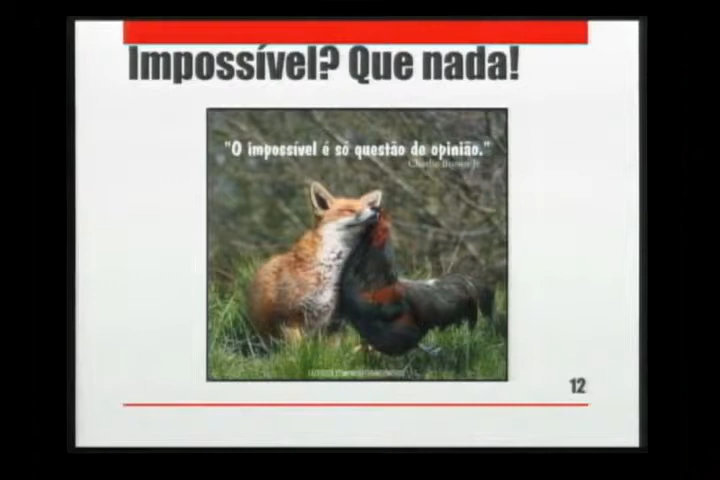 Impossível? Que nada!
"O impossível é só questão de opinião."
Charlie Brown Jr.
12